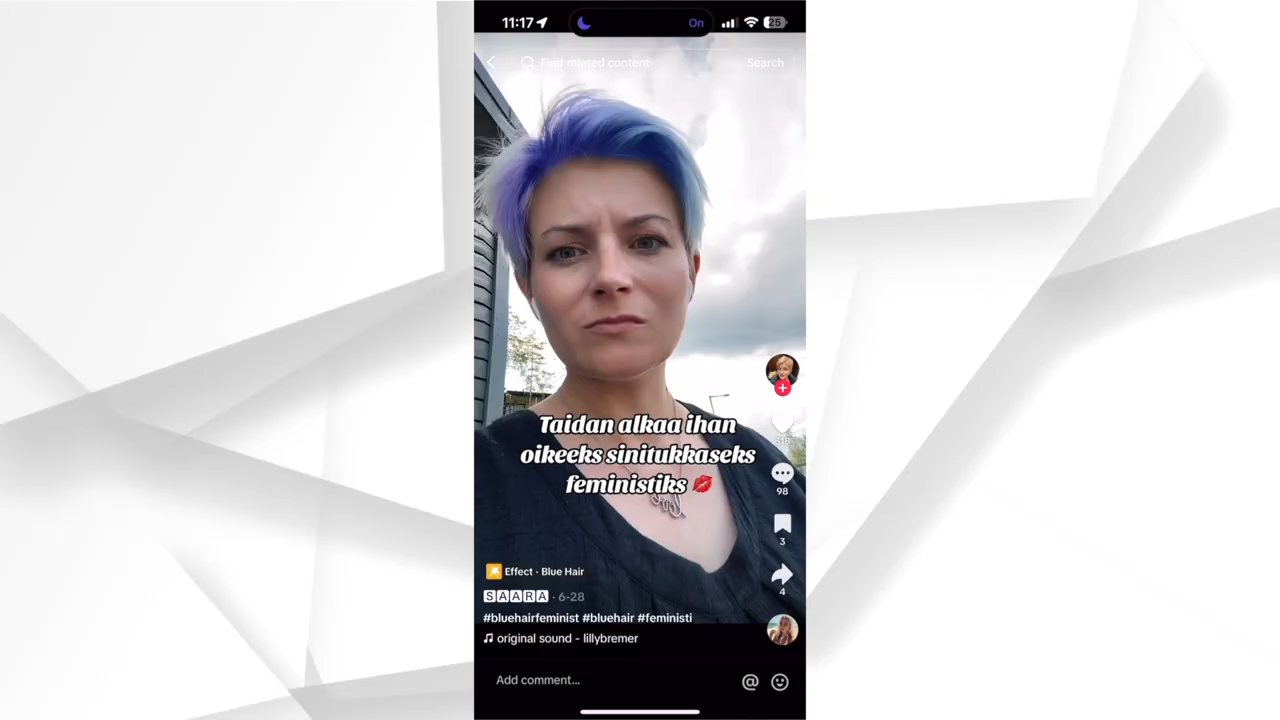 11:17
On
25
Find related content
Search
Taidan alkaa ihan
oikeeks sinitukkaseks
feministiks
318
98
3
4
Effect · Blue Hair
SAARA · 6-28
#bluehairfeminist #bluehair #feministi
original sound - lillybremer
Add comment...
@